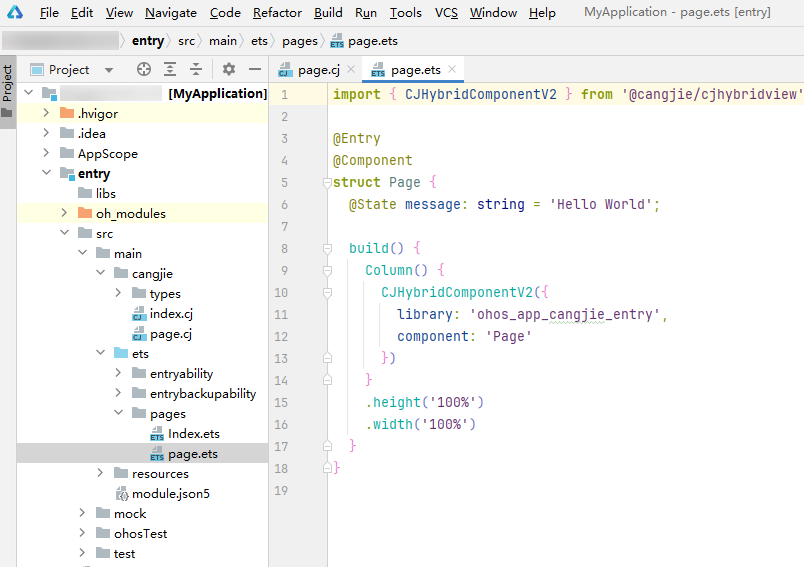 File Edit View Navigate Code Refactor Build Run Tools VCS Window Help MyApplication - page.ets [entry]
entry src main ets pages page.ets
Project
Project
page.cj page.ets
[MyApplication]
.hvigor
.idea
AppScope
entry
libs
oh_modules
src
main
cangjie
types
index.cj
page.cj
ets
entryability
entrybackupability
pages
Index.ets
page.ets
resources
module.json5
mock
ohosTest
test
1 import { CJHybridComponentV2 } from '@cangjie/cjhybridview'
2
3 @Entry
4 @Component
5 struct Page {
6 @State message: string = 'Hello World';
7
8 build() {
9 Column() {
10 CJHybridComponentV2({
11 library: 'ohos_app_cangjie_entry',
12 component: 'Page'
13 })
14 }
15 .height('100%')
16 .width('100%')
17 }
18 }
19